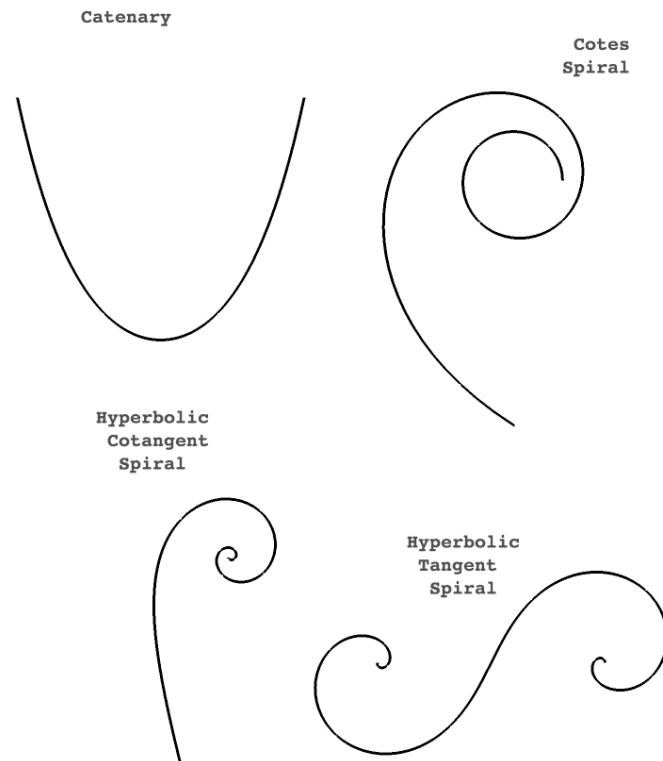 Catenary
Cotes
Spiral
Hyperbolic
Cotangent
Spiral
Hyperbolic
Tangent
Spiral